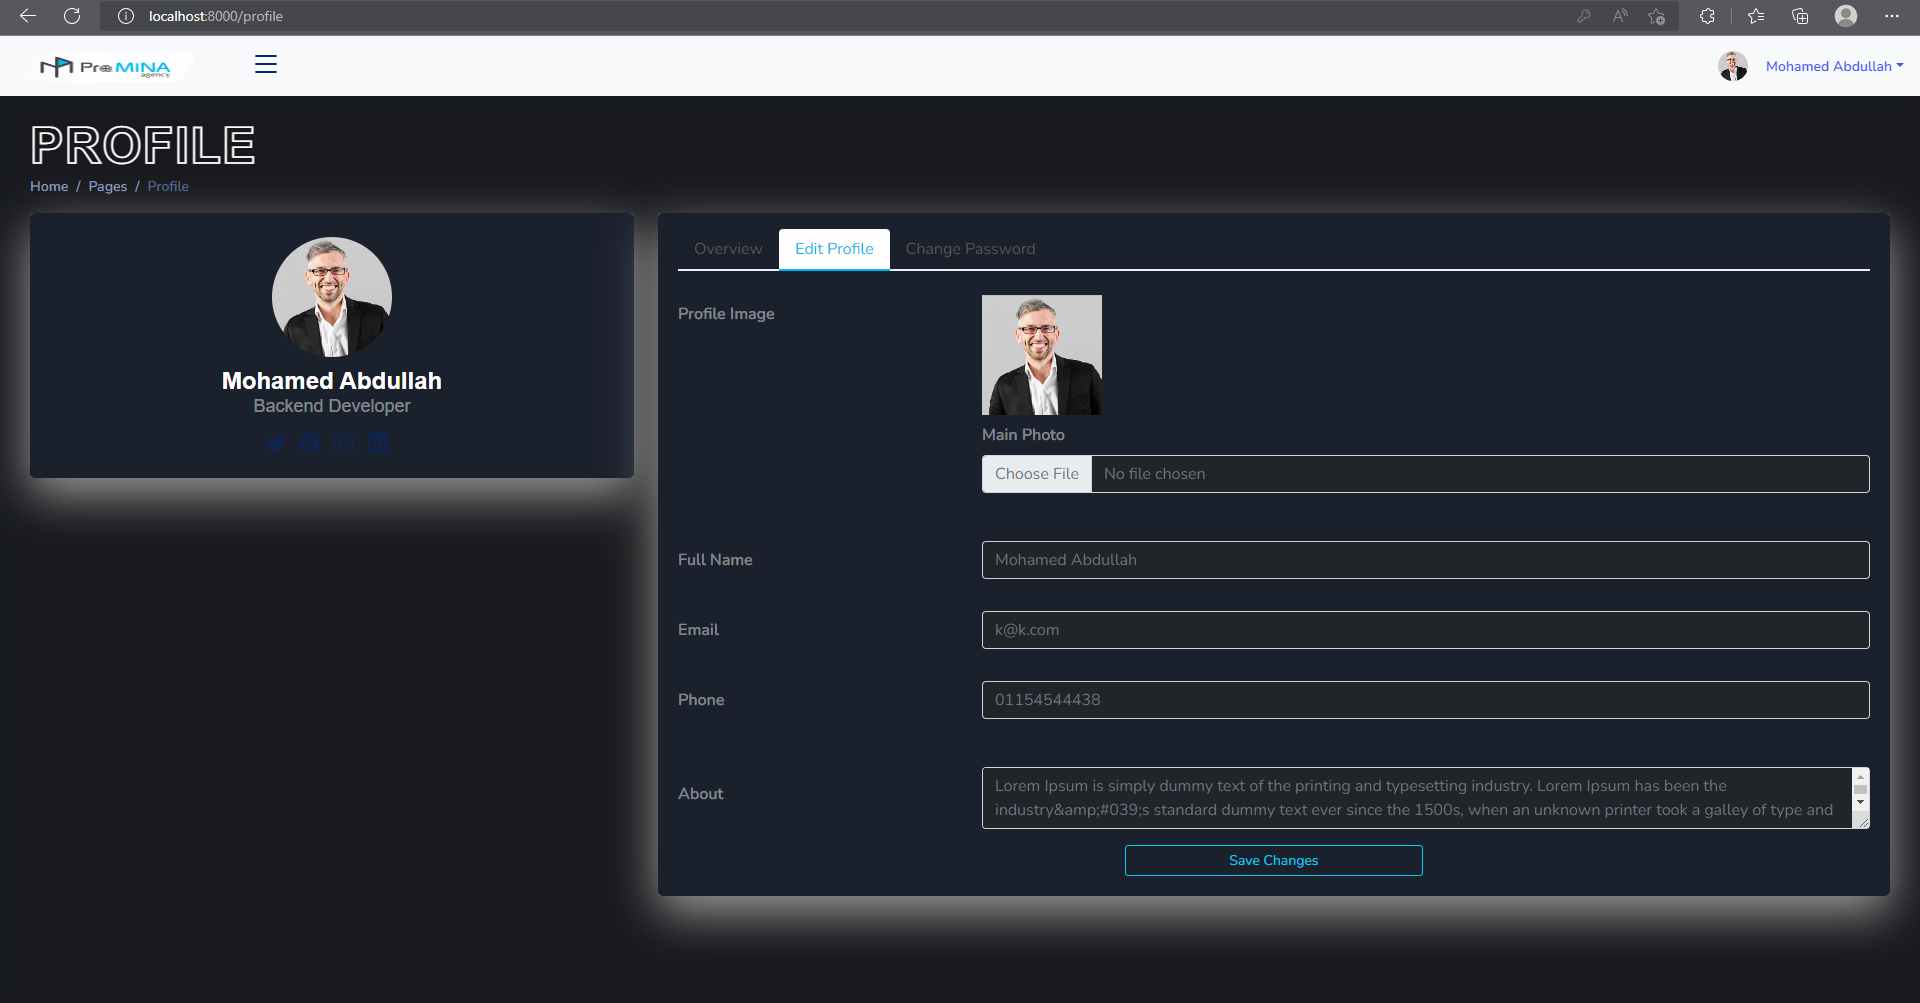 localhost:8000/profile
ProMINA
agency
Mohamed Abdullah
PROFILE
Home / Pages / Profile
Mohamed Abdullah
Backend Developer
Overview
Edit Profile
Change Password
Profile Image
Main Photo
Choose File
No file chosen
Full Name
Mohamed Abdullah
Email
k@k.com
Phone
01154544438
About
Lorem Ipsum is simply dummy text of the printing and typesetting industry. Lorem Ipsum has been the
industry&amp;#039;s standard dummy text ever since the 1500s, when an unknown printer took a galley of type and
Save Changes